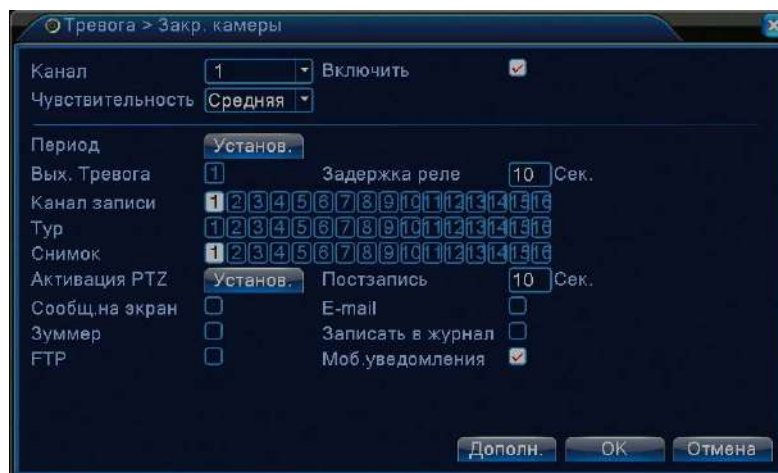 Тревога > Закр. камеры
Канал 1 Включить
Чувствительность Средняя
Период Установ.
Вых. Тревога 1 Задержка реле 10 Сек.
Канал записи 1 2 3 4 5 6 7 8 9 10 11 12 13 14 15 16
Тур 1 2 3 4 5 6 7 8 9 10 11 12 13 14 15 16
Снимок 1 2 3 4 5 6 7 8 9 10 11 12 13 14 15 16
Активация PTZ Установ. Постзапись 10 Сек.
Сообщ.на экран E-mail
Зуммер Записать в журнал
FTP Моб.уведомления
Дополн. OK Отмена